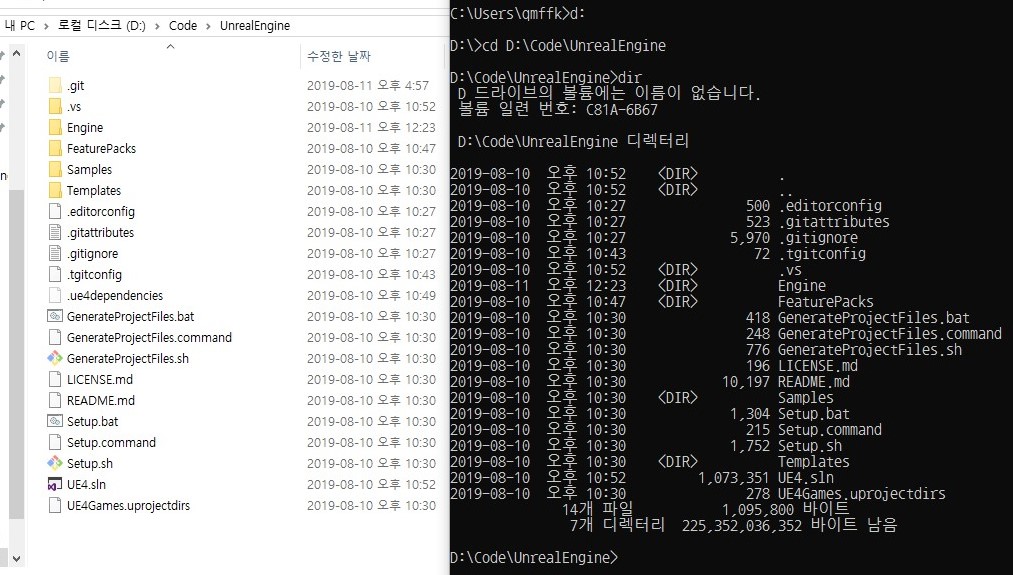 내 PC > 로컬 디스크 (D:) > Code > UnrealEngine
이름 수정한 날짜
.git 2019-08-11 오후 4:57
.vs 2019-08-10 오후 10:52
Engine 2019-08-11 오후 12:23
FeaturePacks 2019-08-10 오후 10:47
Samples 2019-08-10 오후 10:30
Templates 2019-08-10 오후 10:30
.editorconfig 2019-08-10 오후 10:27
.gitattributes 2019-08-10 오후 10:27
.gitignore 2019-08-10 오후 10:27
.tgitconfig 2019-08-10 오후 10:43
.ue4dependencies 2019-08-10 오후 10:49
GenerateProjectFiles.bat 2019-08-10 오후 10:30
GenerateProjectFiles.command 2019-08-10 오후 10:30
GenerateProjectFiles.sh 2019-08-10 오후 10:30
LICENSE.md 2019-08-10 오후 10:30
README.md 2019-08-10 오후 10:30
Setup.bat 2019-08-10 오후 10:30
Setup.command 2019-08-10 오후 10:30
Setup.sh 2019-08-10 오후 10:30
UE4.sln 2019-08-10 오후 10:52
UE4Games.uprojectdirs 2019-08-10 오후 10:30
C:\Users\qmffk>d:
D:\>cd D:\Code\UnrealEngine
D:\Code\UnrealEngine>dir
D 드라이브의 볼륨에는 이름이 없습니다.
볼륨 일련 번호: C81A-6B67
D:\Code\UnrealEngine 디렉터리
2019-08-10 오후 10:52 <DIR> .
2019-08-10 오후 10:52 <DIR> ..
2019-08-10 오후 10:27 500 .editorconfig
2019-08-10 오후 10:27 523 .gitattributes
2019-08-10 오후 10:27 5,970 .gitignore
2019-08-10 오후 10:43 72 .tgitconfig
2019-08-10 오후 10:52 <DIR> .vs
2019-08-11 오후 12:23 <DIR> Engine
2019-08-10 오후 10:47 <DIR> FeaturePacks
2019-08-10 오후 10:30 418 GenerateProjectFiles.bat
2019-08-10 오후 10:30 248 GenerateProjectFiles.command
2019-08-10 오후 10:30 776 GenerateProjectFiles.sh
2019-08-10 오후 10:30 196 LICENSE.md
2019-08-10 오후 10:30 10,197 README.md
2019-08-10 오후 10:30 <DIR> Samples
2019-08-10 오후 10:30 1,304 Setup.bat
2019-08-10 오후 10:30 215 Setup.command
2019-08-10 오후 10:30 1,752 Setup.sh
2019-08-10 오후 10:30 <DIR> Templates
2019-08-10 오후 10:52 1,073,351 UE4.sln
2019-08-10 오후 10:30 278 UE4Games.uprojectdirs
14개 파일 1,095,800 바이트
7개 디렉터리 225,352,036,352 바이트 남음
D:\Code\UnrealEngine>